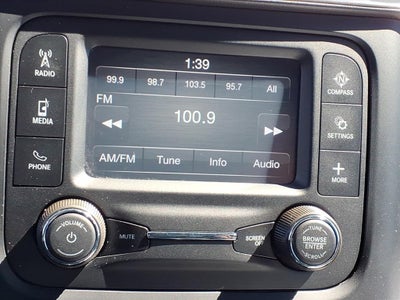 1:39
99.9 98.7 103.5 95.7 All
FM
100.9
AM/FM Tune Info Audio
RADIO
MEDIA
PHONE
N
COMPASS
SETTINGS
MORE
VOLUME
MUTE
SCREEN OFF
TUNE
BROWSE
ENTER
SCROLL